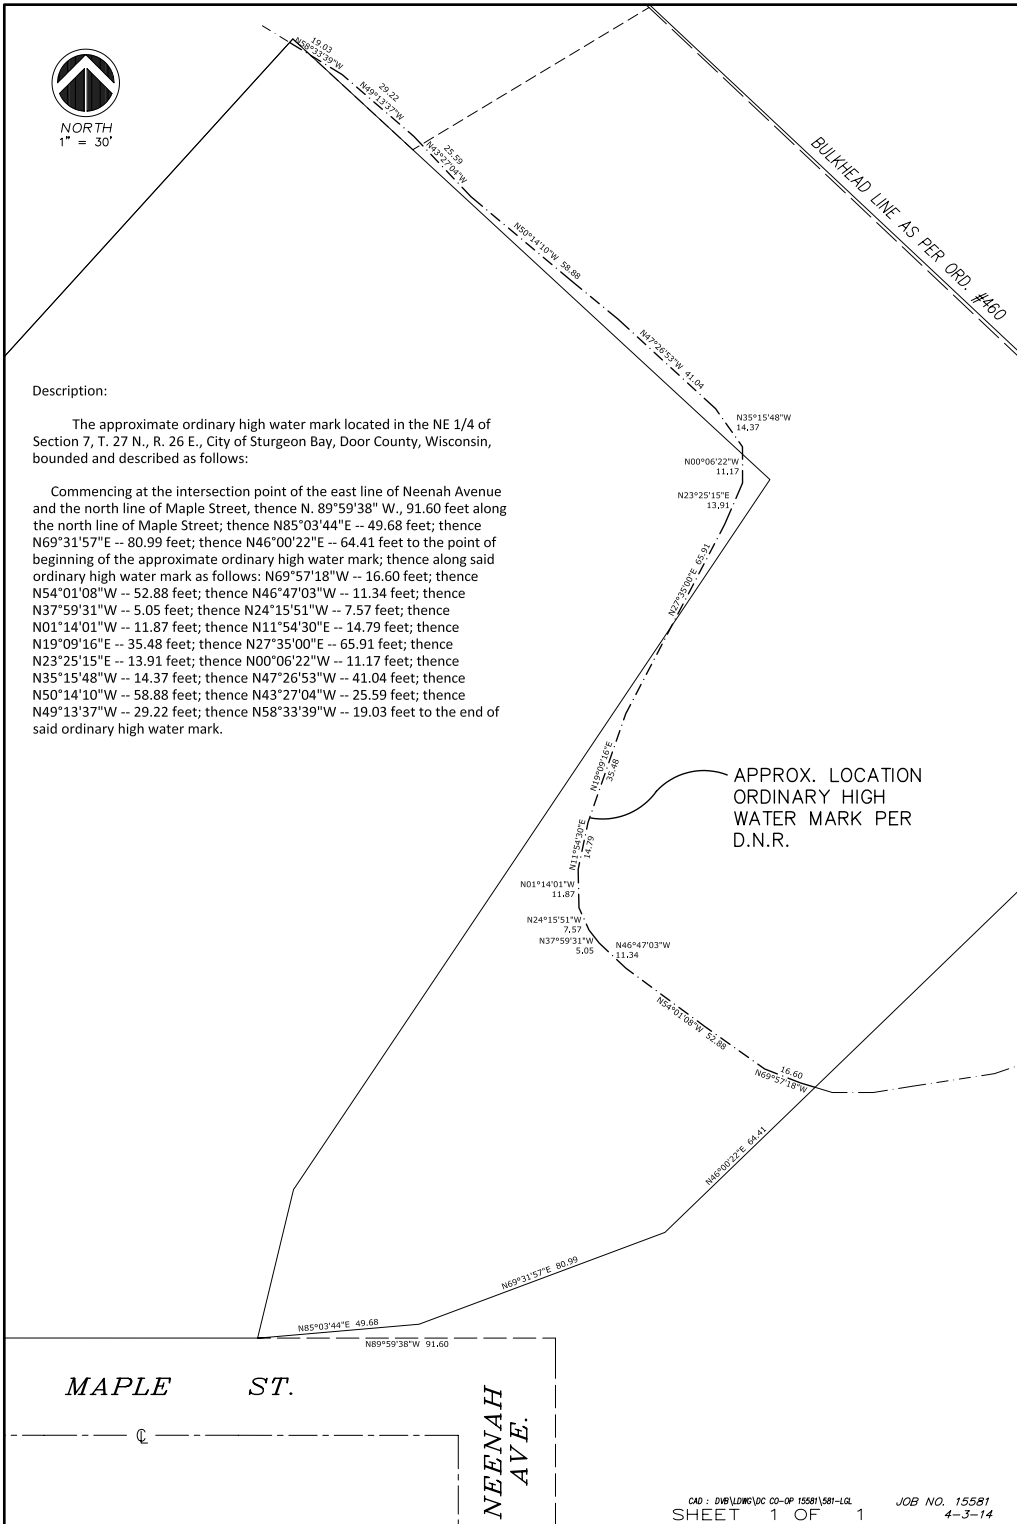 19.03
N58°33'39"W
29.22
N49°13'37"W
NORTH
1" = 30'
25.59
N43°27'04"W
BULKHEAD LINE AS PER ORD. #460
N50°14'10"W 58.88
N47°26'53"W 41.04
Description:
The approximate ordinary high water mark located in the NE 1/4 of
Section 7, T. 27 N., R. 26 E., City of Sturgeon Bay, Door County, Wisconsin,
bounded and described as follows:
Commencing at the intersection point of the east line of Neenah Avenue
and the north line of Maple Street, thence N. 89°59'38" W., 91.60 feet along
the north line of Maple Street; thence N85°03'44"E -- 49.68 feet; thence
N69°31'57"E -- 80.99 feet; thence N46°00'22"E -- 64.41 feet to the point of
beginning of the approximate ordinary high water mark; thence along said
ordinary high water mark as follows: N69°57'18"W -- 16.60 feet; thence
N54°01'08"W -- 52.88 feet; thence N46°47'03"W -- 11.34 feet; thence
N37°59'31"W -- 5.05 feet; thence N24°15'51"W -- 7.57 feet; thence
N01°14'01"W -- 11.87 feet; thence N11°54'30"E -- 14.79 feet; thence
N19°09'16"E -- 35.48 feet; thence N27°35'00"E -- 65.91 feet; thence
N23°25'15"E -- 13.91 feet; thence N00°06'22"W -- 11.17 feet; thence
N35°15'48"W -- 14.37 feet; thence N47°26'53"W -- 41.04 feet; thence
N50°14'10"W -- 58.88 feet; thence N43°27'04"W -- 25.59 feet; thence
N49°13'37"W -- 29.22 feet; thence N58°33'39"W -- 19.03 feet to the end of
said ordinary high water mark.
N35°15'48"W
14.37
N00°06'22"W
11.17
N23°25'15"E
13.91
N27°35'00"E 65.91
N19°09'16"E
35.48
APPROX. LOCATION
ORDINARY HIGH
WATER MARK PER
D.N.R.
N11°54'30"E
14.79
N01°14'01"W
11.87
N24°15'51"W
7.57
N37°59'31"W
5.05
N46°47'03"W
11.34
N54°01'08"W 52.88
16.60
N69°57'18"W
N46°00'22"E 64.41
N69°31'57"E 80.99
N85°03'44"E 49.68
N89°59'38"W 91.60
MAPLE ST.
℄
NEENAH
AVE.
CAD : DVB\LDWG\DC CO-OP 15581\581-LGL
SHEET 1 OF 1
JOB NO. 15581
4-3-14